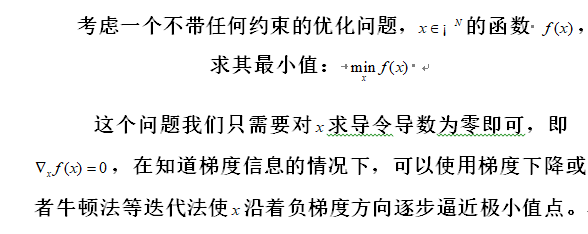 考虑一个不带任何约束的优化问题，x∈¡ ᴺ 的函数 f(x)，
求其最小值：min f(x)
x
这个问题我们只需要对 x 求导令导数为零即可，即
∇ₓf(x)=0，在知道梯度信息的情况下，可以使用梯度下降或
者牛顿法等迭代法使 x 沿着负梯度方向逐步逼近极小值点。